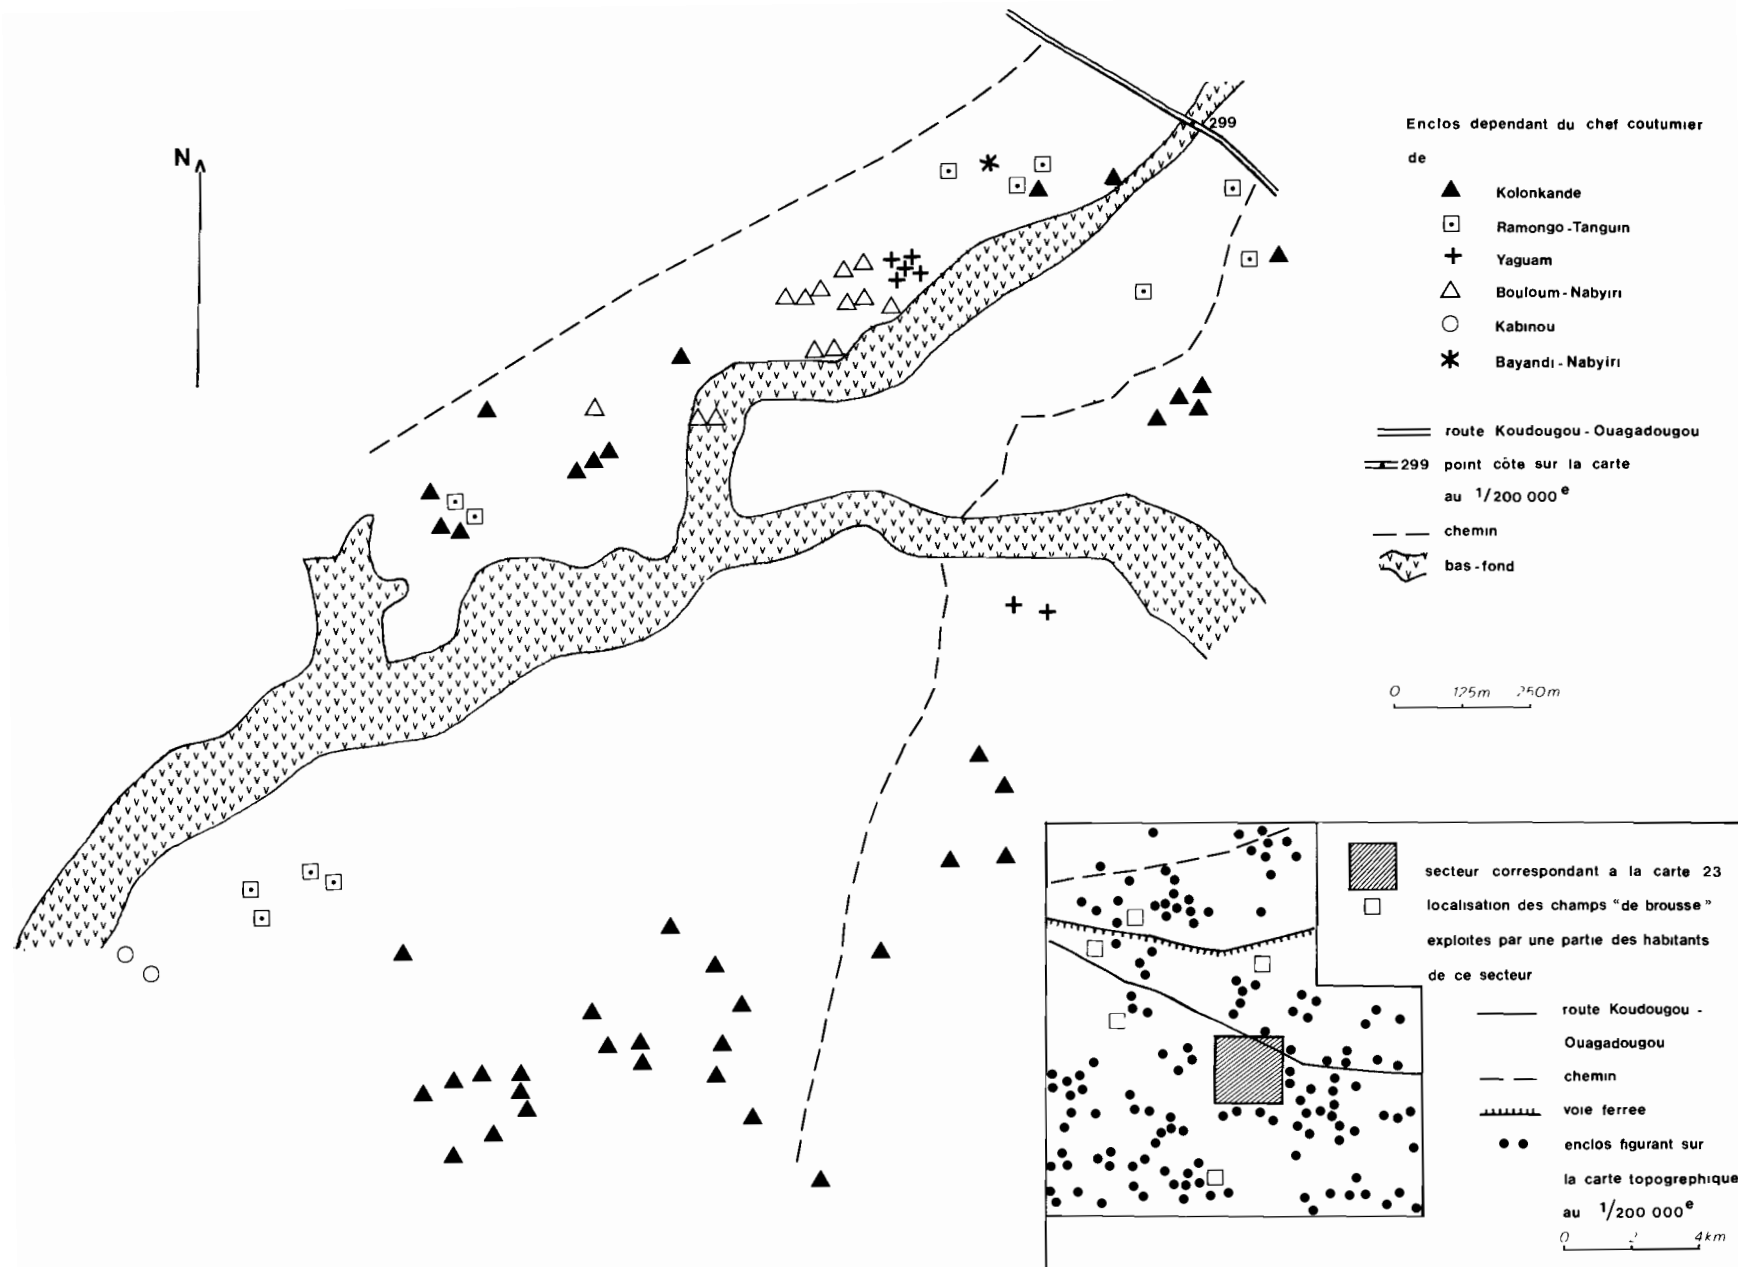 N
299
Enclos dependant du chef coutumier
de
Kolonkande
Ramongo-Tanguin
Yaguam
Bouloum-Nabyiri
Kabinou
Bayandi-Nabyiri
route Koudougou-Ouagadougou
299 point côte sur la carte
au 1/200 000e
chemin
bas-fond
0 125m 250m
secteur correspondant a la carte 23
localisation des champs "de brousse"
exploites par une partie des habitants
de ce secteur
route Koudougou-
Ouagadougou
chemin
voie ferree
enclos figurant sur
la carte topographique
au 1/200 000e
0 2 4km